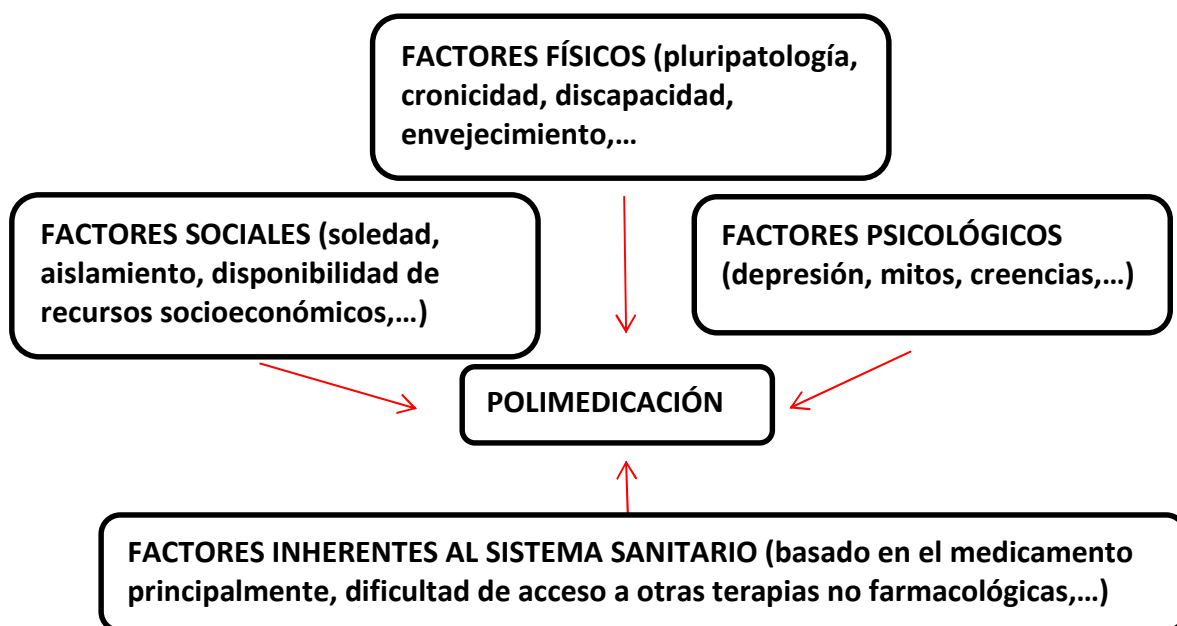 FACTORES FÍSICOS (pluripatología,
cronicidad, discapacidad,
envejecimiento,…
FACTORES SOCIALES (soledad,
aislamiento, disponibilidad de
recursos socioeconómicos,…)
FACTORES PSICOLÓGICOS
(depresión, mitos, creencias,…)
POLIMEDICACIÓN
FACTORES INHERENTES AL SISTEMA SANITARIO (basado en el medicamento
principalmente, dificultad de acceso a otras terapias no farmacológicas,…)